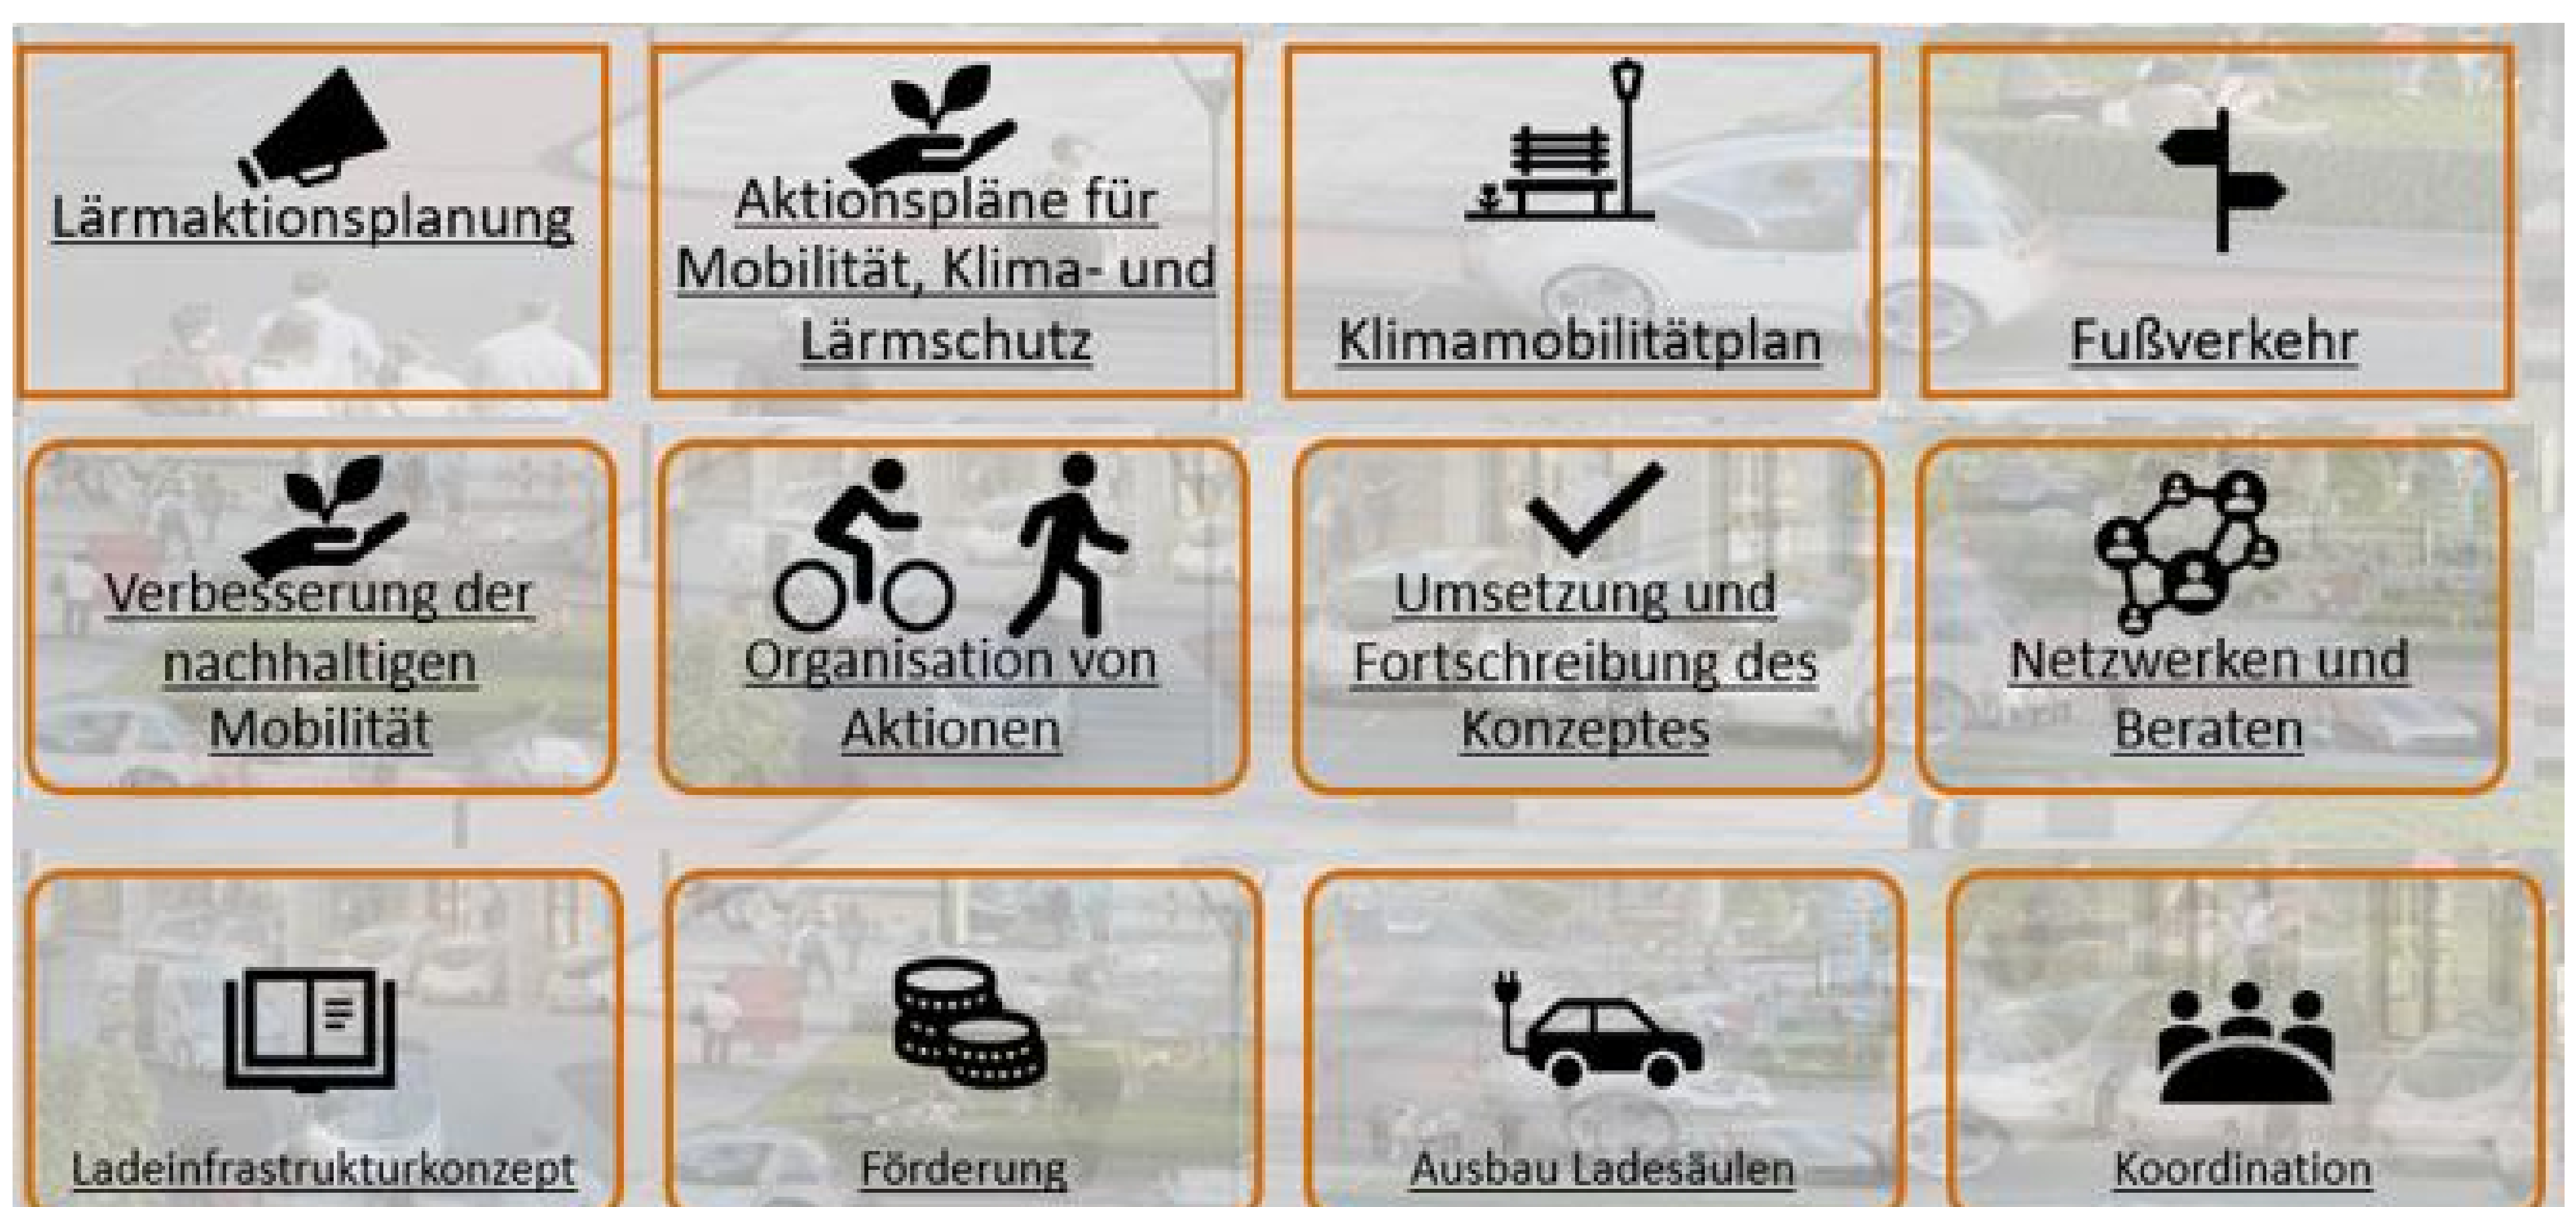 Lärmaktionsplanung
Aktionspläne für
Mobilität, Klima- und
Lärmschutz
Klimamobilitätplan
Fußverkehr
Verbesserung der
nachhaltigen
Mobilität
Organisation von
Aktionen
Umsetzung und
Fortschreibung des
Konzeptes
Netzwerken und
Beraten
Ladeinfrastrukturkonzept
Förderung
Ausbau Ladesäulen
Koordination